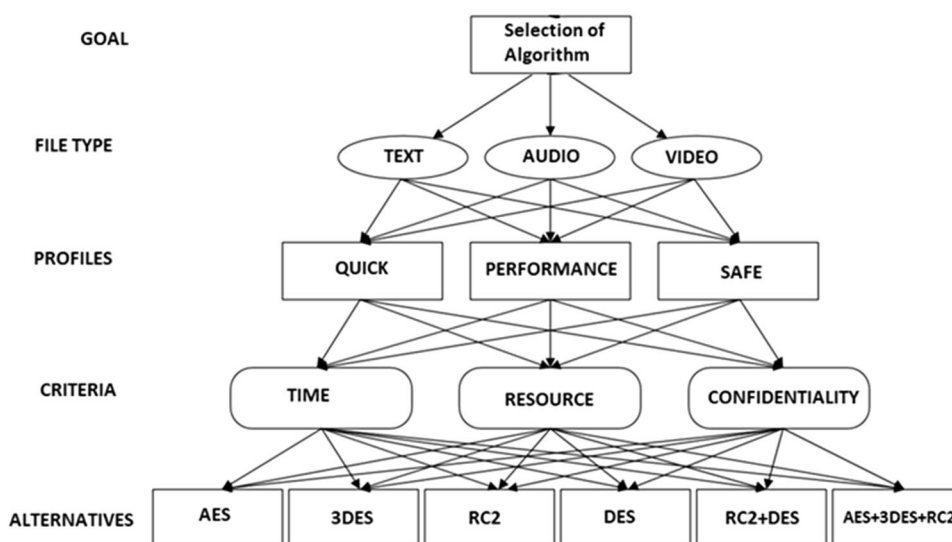 GOAL
Selection of
Algorithm
FILE TYPE
TEXT
AUDIO
VIDEO
PROFILES
QUICK
PERFORMANCE
SAFE
CRITERIA
TIME
RESOURCE
CONFIDENTIALITY
ALTERNATIVES
AES
3DES
RC2
DES
RC2+DES
AES+3DES+RC2